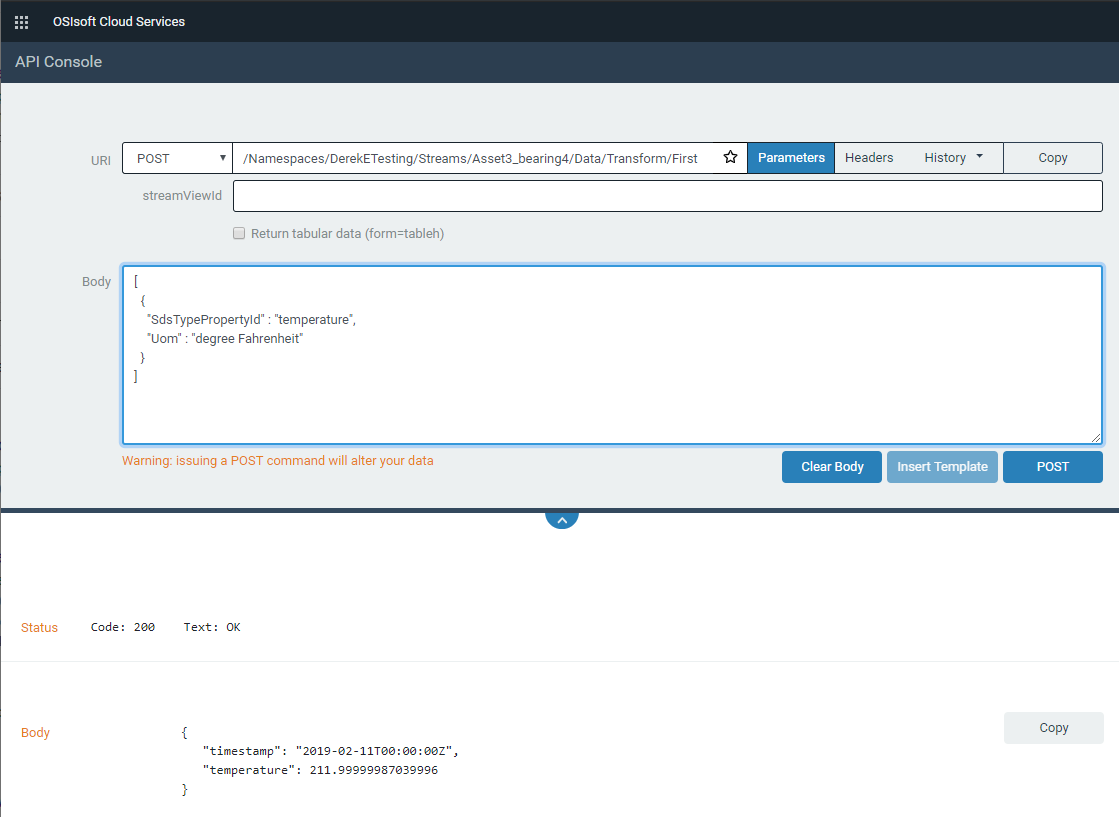 OSIsoft Cloud Services
API Console
URI POST /Namespaces/DerekETesting/Streams/Asset3_bearing4/Data/Transform/First Parameters Headers History Copy
streamViewId
Return tabular data (form=tableh)
Body
[
{
"SdsTypePropertyId" : "temperature",
"Uom" : "degree Fahrenheit"
}
]
Warning: issuing a POST command will alter your data
Clear Body Insert Template POST
Status Code: 200 Text: OK
Body
Copy
{
"timestamp": "2019-02-11T00:00:00Z",
"temperature": 211.99999987039996
}